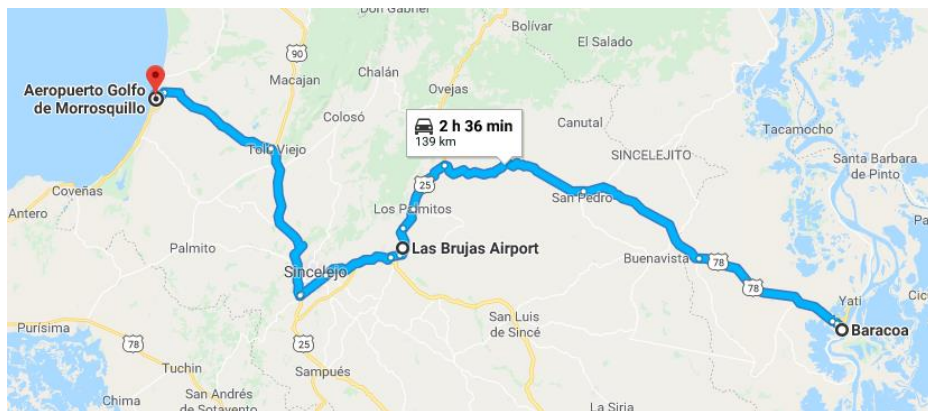 Don Gabriel
El Salado
Bolívar
90
Chalán
Macajan
Ovejas
Aeropuerto Golfo
de Morrosquillo
Colosó
2 h 36 min
139 km
Canutal
Tacamocho
Tolú Viejo
SINCELEJITO
Santa Barbara
de Pinto
25
Coveñas
San Pedro
Los Palmitos
Antero
Palmito
Las Brujas Airport
Buenavista
78
Sincelejo
78
Yati
Baracoa
San Luis
de Sincé
Purísima
78
25
Sampués
Tuchin
San Andrés
de Sotavento
Chima
La Siria